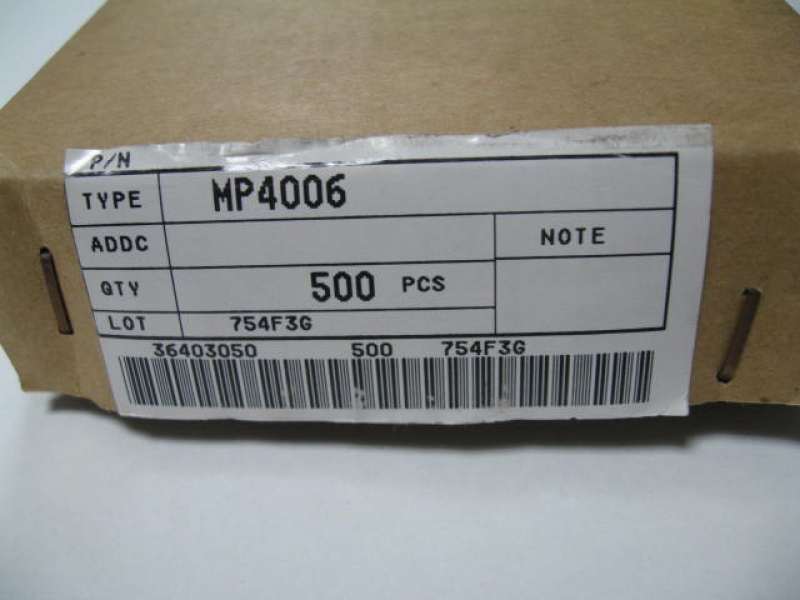 P/N
TYPE MP4006
ADDC NOTE
QTY 500 PCS
LOT 754F3G
36403050 500 754F3G